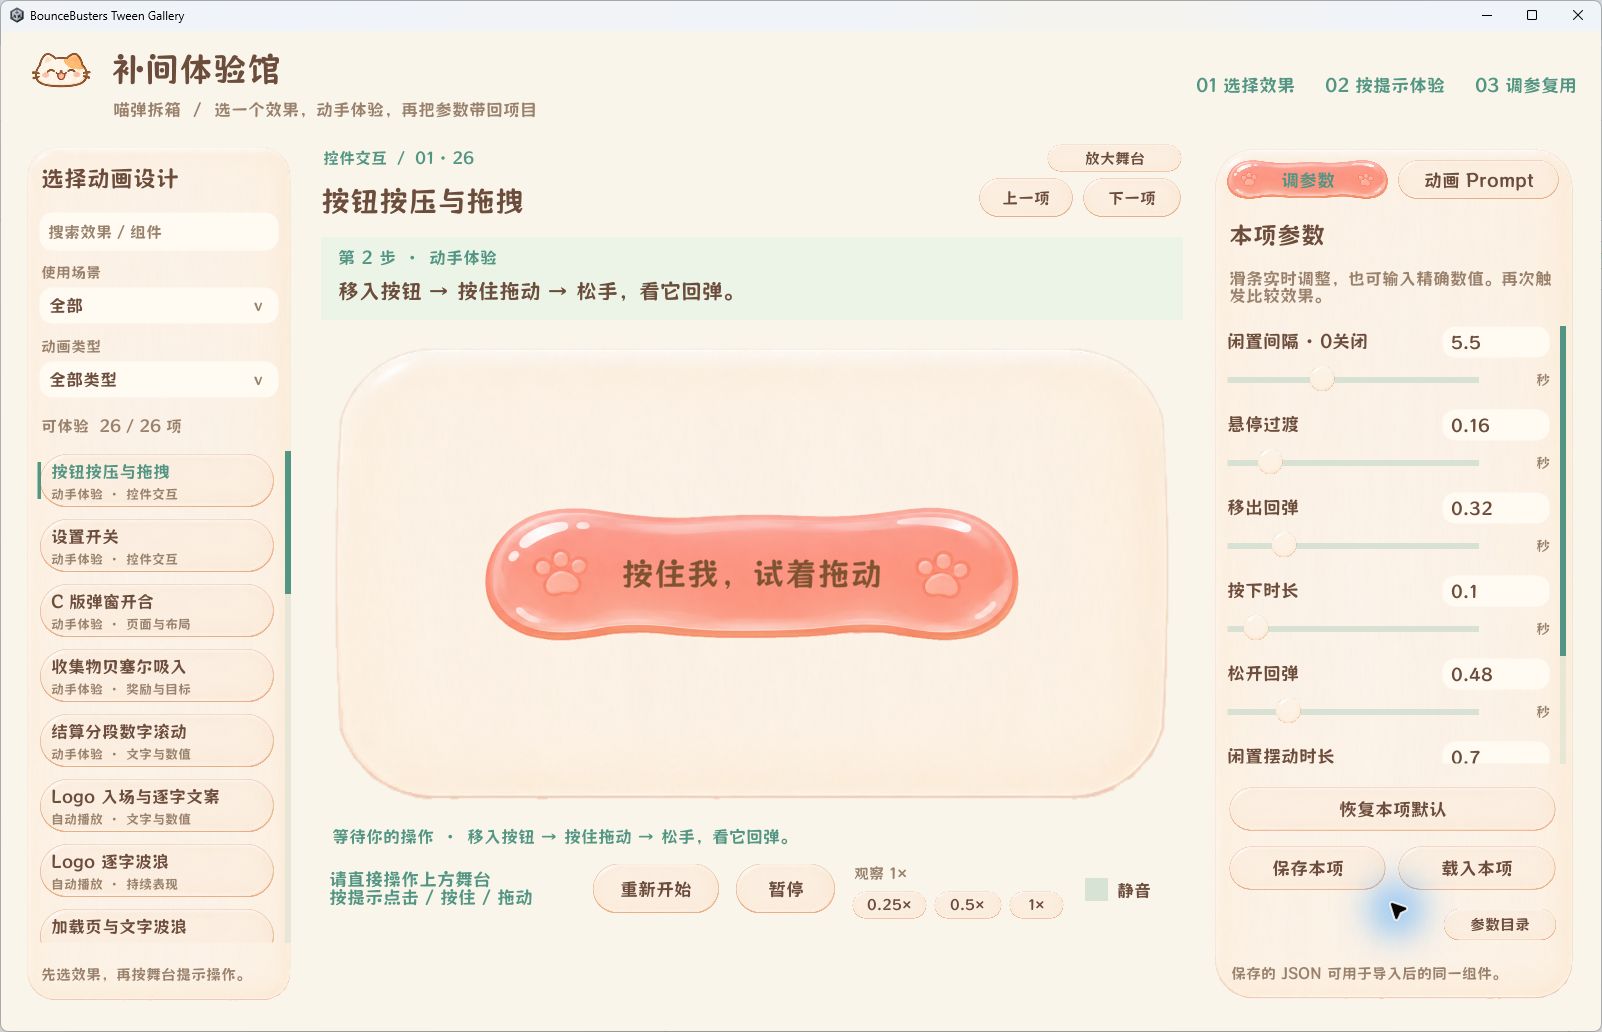 BounceBusters Tween Gallery
补间体验馆
喵弹拆箱 / 选一个效果，动手体验，再把参数带回项目
01 选择效果 02 按提示体验 03 调参复用
选择动画设计
搜索效果 / 组件
使用场景
全部 v
动画类型
全部类型 v
可体验 26 / 26 项
按钮按压与拖拽
动手体验 · 控件交互
设置开关
动手体验 · 控件交互
C 版弹窗开合
动手体验 · 页面与布局
收集物贝塞尔吸入
动手体验 · 奖励与目标
结算分段数字滚动
动手体验 · 文字与数值
Logo 入场与逐字文案
自动播放 · 文字与数值
Logo 逐字波浪
自动播放 · 持续表现
加载页与文字波浪
先选效果，再按舞台提示操作。
控件交互 / 01 · 26
放大舞台
按钮按压与拖拽
上一项 下一项
第 2 步 · 动手体验
移入按钮 → 按住拖动 → 松手，看它回弹。
按住我，试着拖动
等待你的操作 · 移入按钮 → 按住拖动 → 松手，看它回弹。
请直接操作上方舞台
按提示点击 / 按住 / 拖动
重新开始 暂停
观察 1×
0.25× 0.5× 1×
静音
调参数 动画 Prompt
本项参数
滑条实时调整，也可输入精确数值。再次触
发比较效果。
闲置间隔 · 0关闭 5.5
秒
悬停过渡 0.16
秒
移出回弹 0.32
秒
按下时长 0.1
秒
松开回弹 0.48
秒
闲置摆动时长 0.7
恢复本项默认
保存本项 载入本项
参数目录
保存的 JSON 可用于导入后的同一组件。